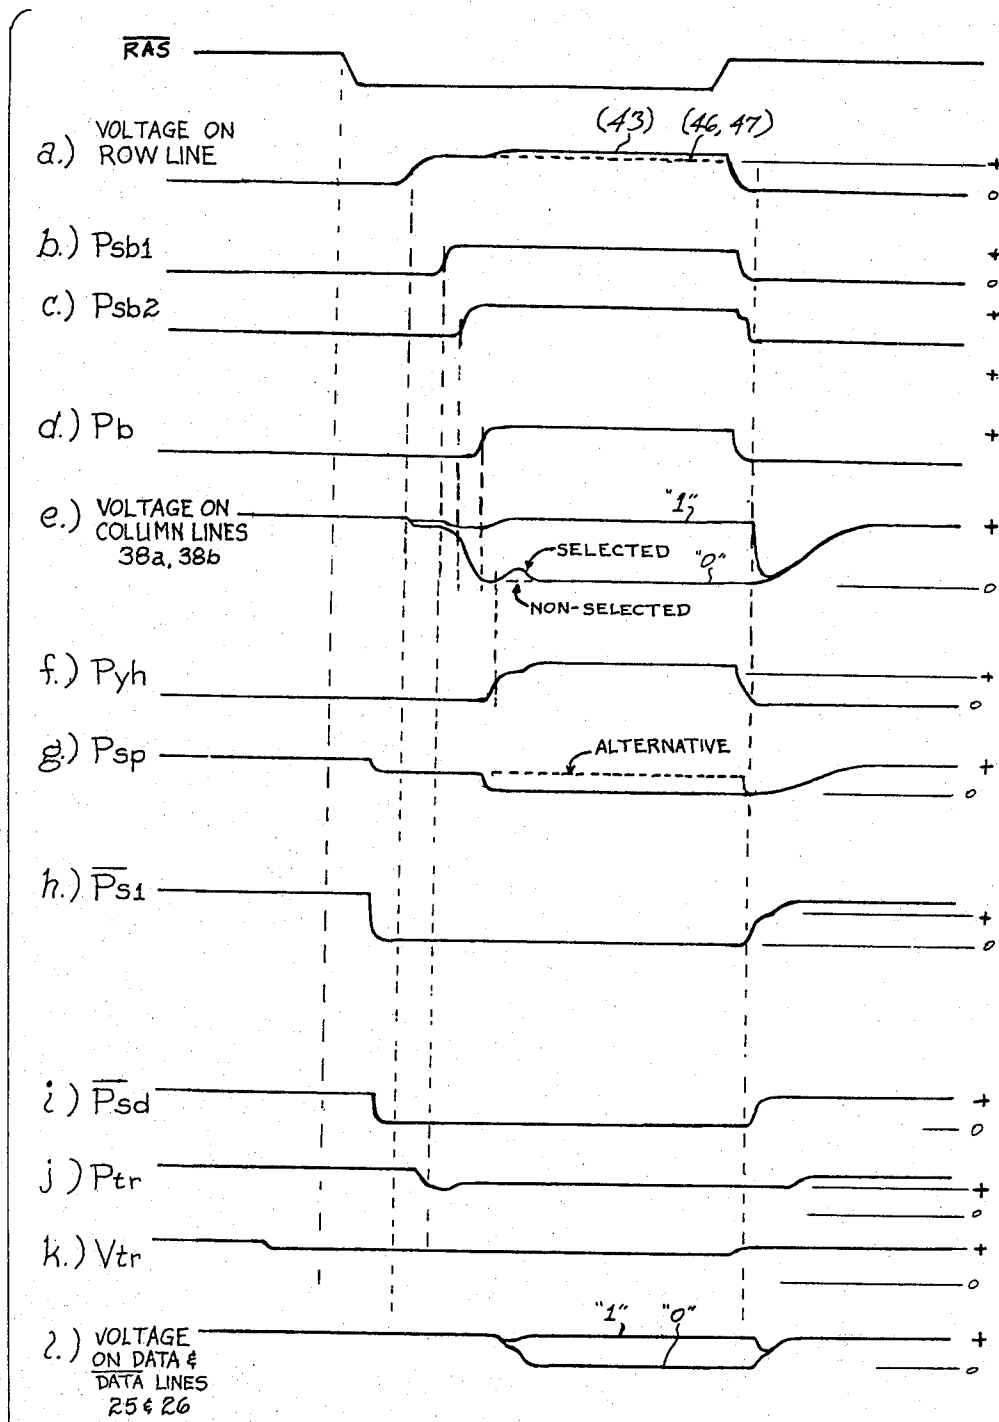 RAS
(43) (46, 47)
a.) VOLTAGE ON
ROW LINE
+
o
b.) Psb1
+
o
c.) Psb2
+
+
d.) Pb
+
e.) VOLTAGE ON
COLUMN LINES
38a, 38b
"1"
+
SELECTED
"0"
o
NON-SELECTED
f.) Pyh
+
o
g.) Psp
ALTERNATIVE
+
o
h.) Ps1
+
o
i.) Psd
+
o
j.) Ptr
+
o
k.) Vtr
+
o
"1" "0"
l.) VOLTAGE
ON DATA &
DATA LINES
25 & 26
+
o